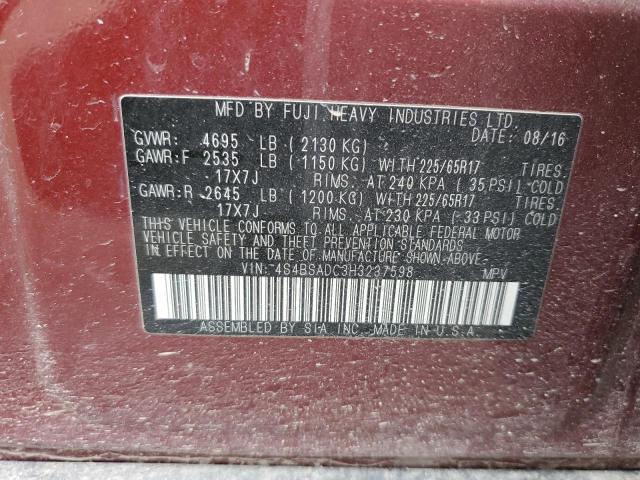 MFD BY FUJI HEAVY INDUSTRIES LTD.
DATE: 08/16
GVWR: 4695 LB ( 2130 KG)
GAWR:F 2535 LB ( 1150 KG) WITH 225/65R17 TIRES.
17X7J RIMS. AT 240 KPA ( 35 PSI) COLD
GAWR:R 2645 LB ( 1200 KG) WITH 225/65R17 TIRES.
17X7J RIMS. AT 230 KPA ( 33 PSI) COLD
THIS VEHICLE CONFORMS TO ALL APPLICABLE FEDERAL MOTOR
VEHICLE SAFETY AND THEFT PREVENTION STANDARDS
IN EFFECT ON THE DATE OF MANUFACTURE SHOWN ABOVE.
VIN: 4S4BSADC3H3237598 MPV
ASSEMBLED BY SIA INC. MADE IN U.S.A.